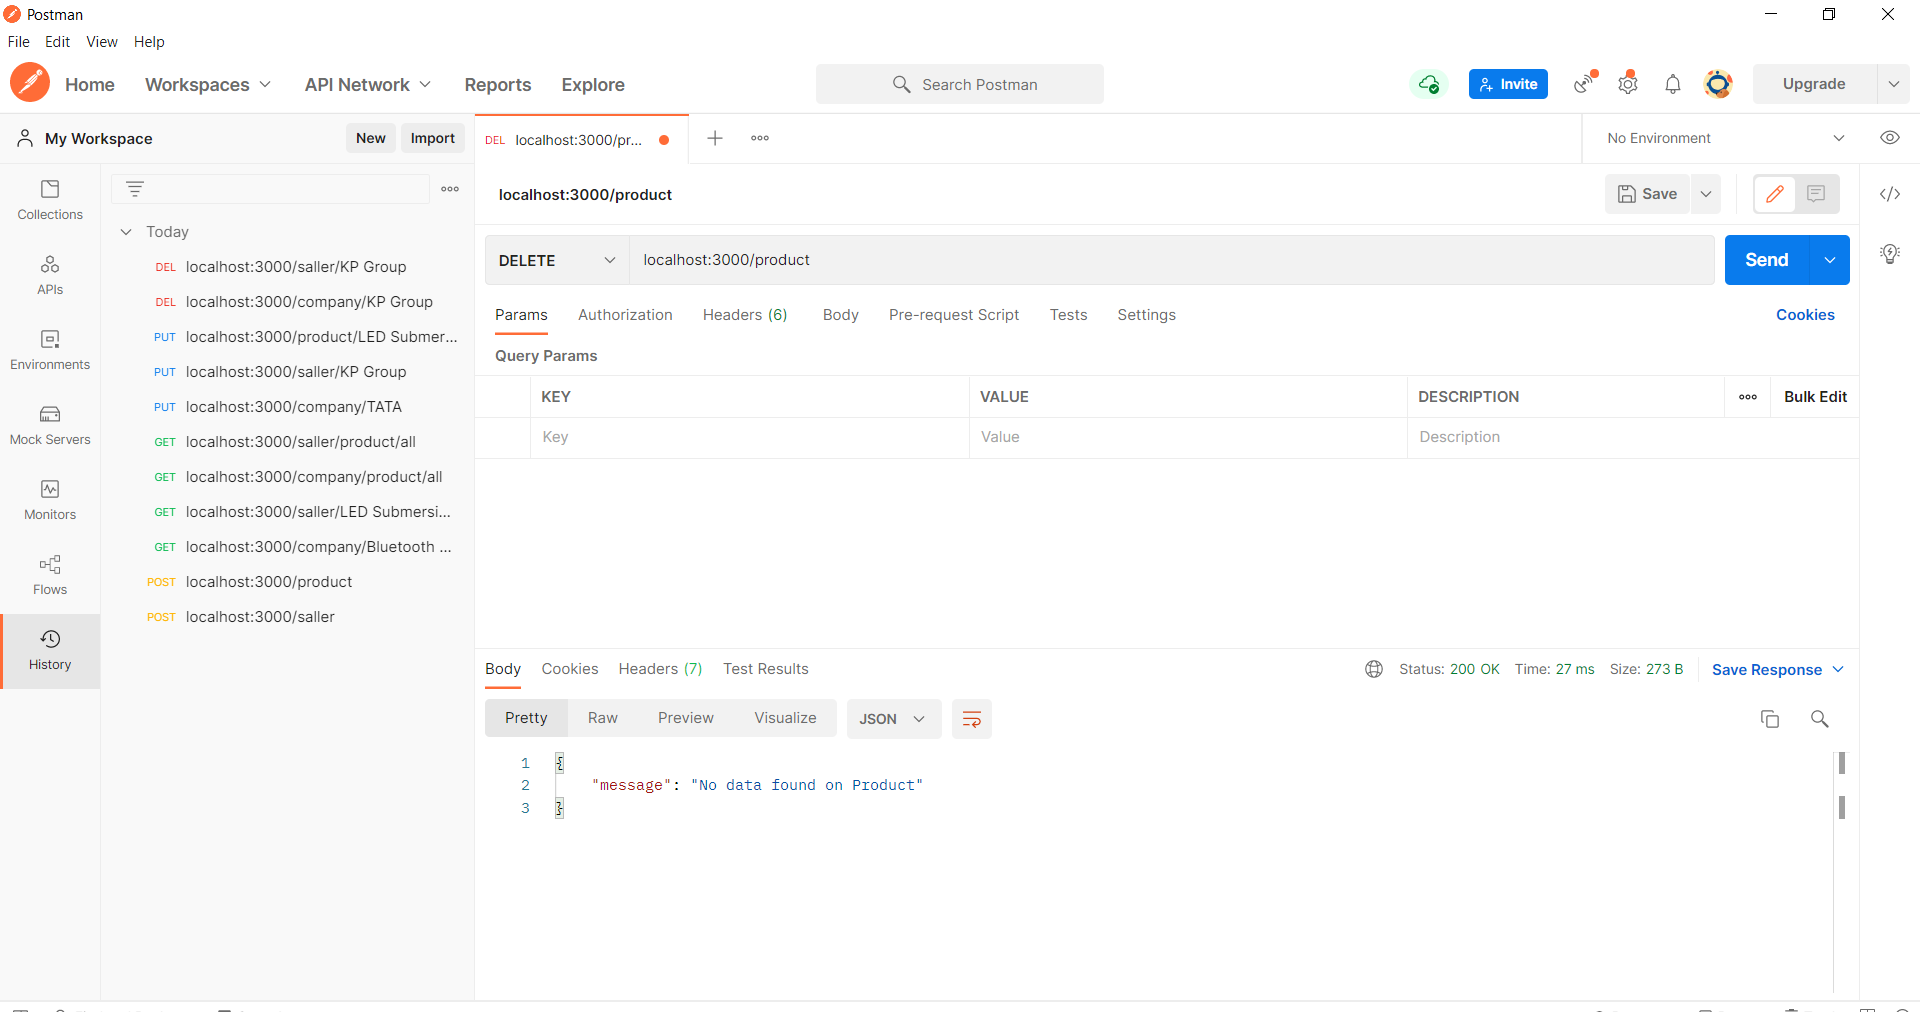 Postman
File Edit View Help
Home Workspaces API Network Reports Explore Search Postman Invite Upgrade
My Workspace New Import DEL localhost:3000/pr... No Environment
localhost:3000/product Save
Collections
Today
DEL localhost:3000/saller/KP Group
DEL localhost:3000/company/KP Group
PUT localhost:3000/product/LED Submer...
PUT localhost:3000/saller/KP Group
PUT localhost:3000/company/TATA
GET localhost:3000/saller/product/all
GET localhost:3000/company/product/all
GET localhost:3000/saller/LED Submersi...
GET localhost:3000/company/Bluetooth ...
POST localhost:3000/product
POST localhost:3000/saller
APIs
Environments
Mock Servers
Monitors
Flows
History
DELETE localhost:3000/product Send
Params Authorization Headers (6) Body Pre-request Script Tests Settings Cookies
Query Params
KEY VALUE DESCRIPTION Bulk Edit
Key Value Description
Body Cookies Headers (7) Test Results Status: 200 OK Time: 27 ms Size: 273 B Save Response
Pretty Raw Preview Visualize JSON
1 {
2 "message": "No data found on Product"
3 }